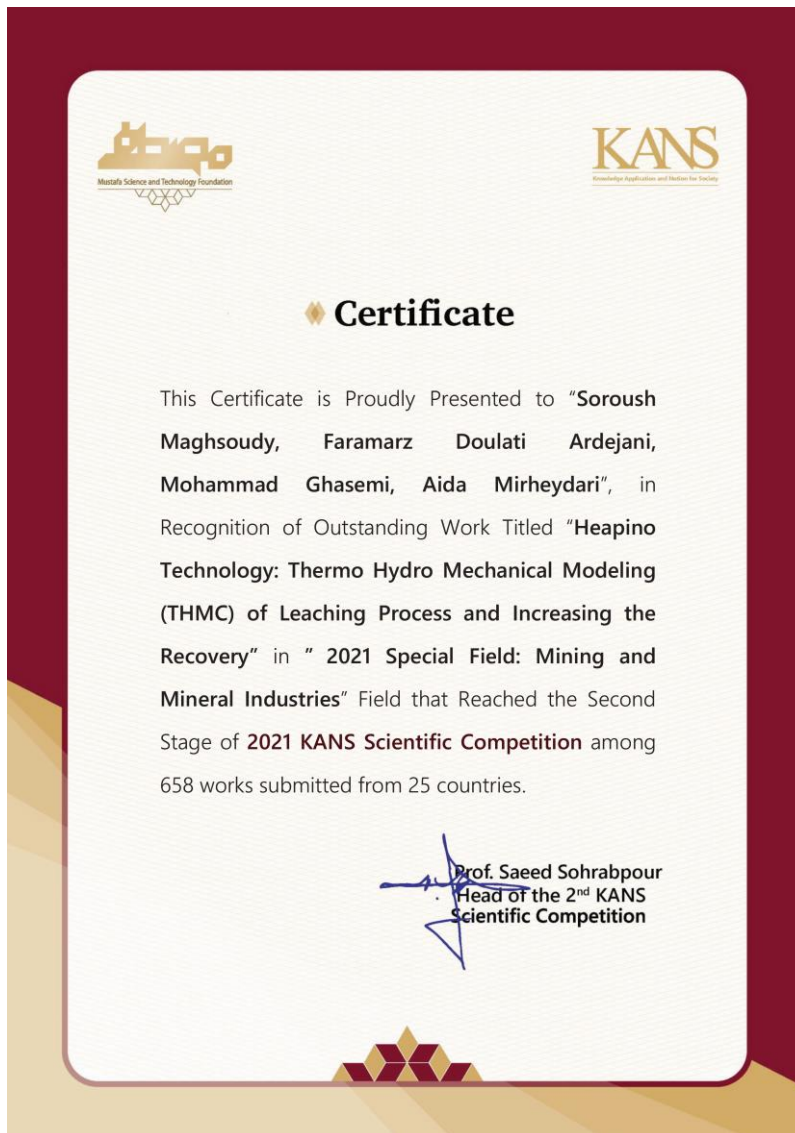 مصطفی
Mustafa Science and Technology Foundation
KANS
Knowledge Application and Notion for Society
Certificate
This Certificate is Proudly Presented to “Soroush
Maghsoudy, Faramarz Doulati Ardejani,
Mohammad Ghasemi, Aida Mirheydari”, in
Recognition of Outstanding Work Titled “Heapino
Technology: Thermo Hydro Mechanical Modeling
(THMC) of Leaching Process and Increasing the
Recovery” in ” 2021 Special Field: Mining and
Mineral Industries” Field that Reached the Second
Stage of 2021 KANS Scientific Competition among
658 works submitted from 25 countries.
Prof. Saeed Sohrabpour
Head of the 2nd KANS
Scientific Competition